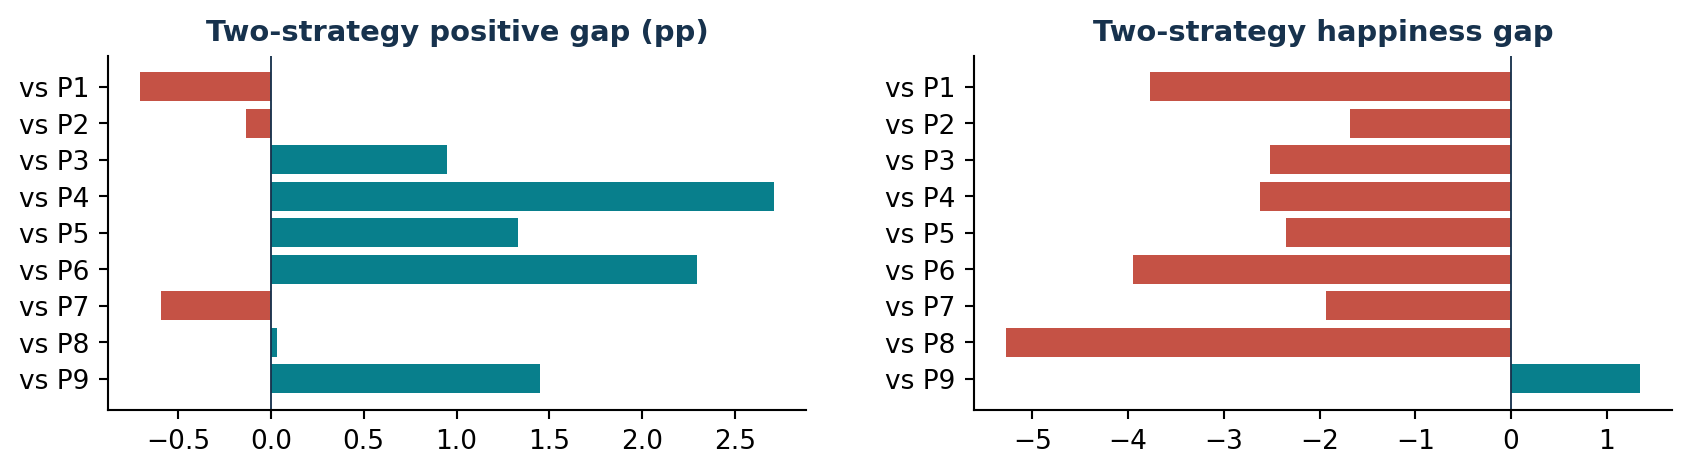 Two-strategy positive gap (pp)
vs P1
vs P2
vs P3
vs P4
vs P5
vs P6
vs P7
vs P8
vs P9
−0.5 0.0 0.5 1.0 1.5 2.0 2.5
Two-strategy happiness gap
vs P1
vs P2
vs P3
vs P4
vs P5
vs P6
vs P7
vs P8
vs P9
−5 −4 −3 −2 −1 0 1